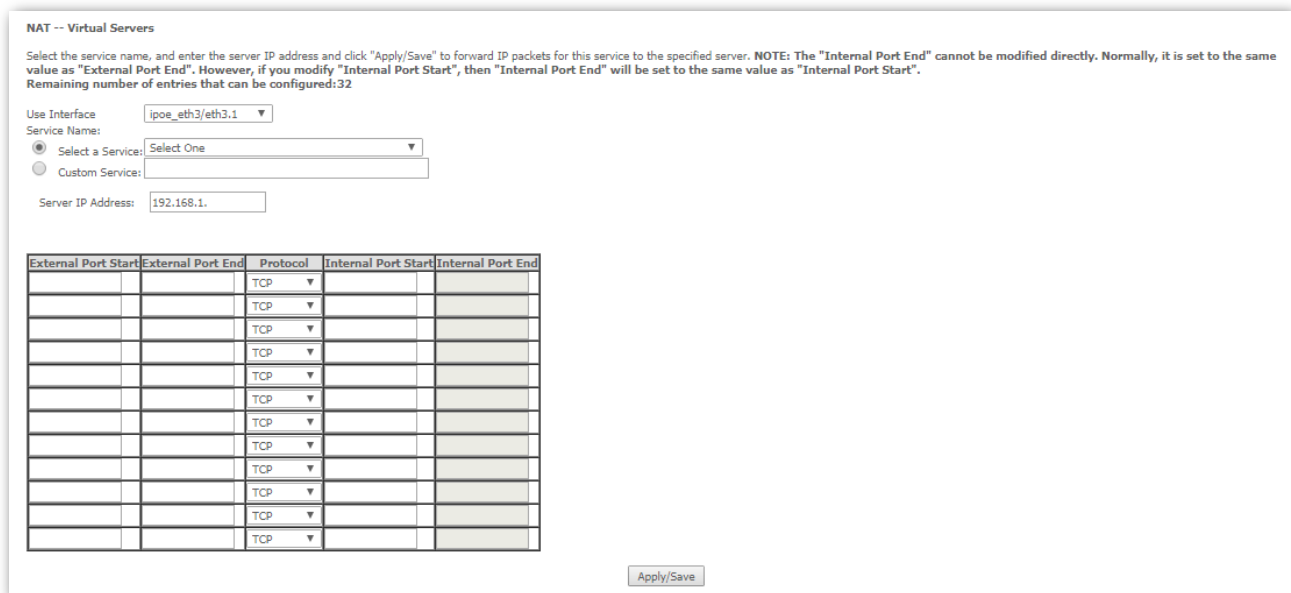 NAT -- Virtual Servers
Select the service name, and enter the server IP address and click "Apply/Save" to forward IP packets for this service to the specified server. NOTE: The "Internal Port End" cannot be modified directly. Normally, it is set to the same
value as "External Port End". However, if you modify "Internal Port Start", then "Internal Port End" will be set to the same value as "Internal Port Start".
Remaining number of entries that can be configured:32
Use Interface ipoe_eth3/eth3.1
Service Name:
Select a Service: Select One
Custom Service:
Server IP Address: 192.168.1.
External Port Start External Port End Protocol Internal Port Start Internal Port End
TCP
TCP
TCP
TCP
TCP
TCP
TCP
TCP
TCP
TCP
TCP
TCP
Apply/Save